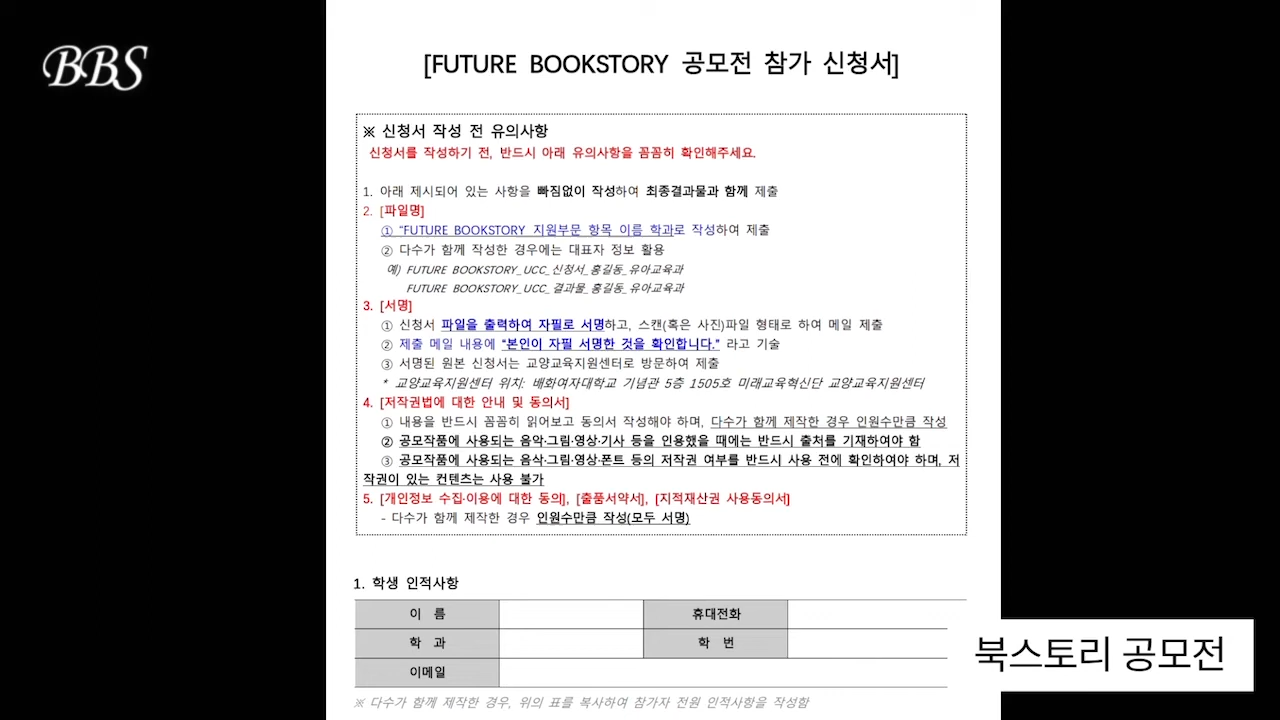 BBS
[FUTURE BOOKSTORY 공모전 참가 신청서]
※ 신청서 작성 전 유의사항
신청서를 작성하기 전, 반드시 아래 유의사항을 꼼꼼히 확인해주세요.
1. 아래 제시되어 있는 사항을 빠짐없이 작성하여 최종결과물과 함께 제출
2. [파일명]
① “FUTURE BOOKSTORY 지원부문 항목 이름 학과로 작성하여 제출
② 다수가 함께 작성한 경우에는 대표자 정보 활용
예) FUTURE BOOKSTORY_UCC_신청서_홍길동_유아교육과
FUTURE BOOKSTORY_UCC_결과물_홍길동_유아교육과
3. [서명]
① 신청서 파일을 출력하여 자필로 서명하고, 스캔(혹은 사진)파일 형태로 하여 메일 제출
② 제출 메일 내용에 “본인이 자필 서명한 것을 확인합니다.” 라고 기술
③ 서명된 원본 신청서는 교양교육지원센터로 방문하여 제출
* 교양교육지원센터 위치: 배화여자대학교 기념관 5층 1505호 미래교육혁신단 교양교육지원센터
4. [저작권법에 대한 안내 및 동의서]
① 내용을 반드시 꼼꼼히 읽어보고 동의서 작성해야 하며, 다수가 함께 제작한 경우 인원수만큼 작성
② 공모작품에 사용되는 음악·그림·영상·기사 등을 인용했을 때에는 반드시 출처를 기재하여야 함
③ 공모작품에 사용되는 음삭·그림·영상·폰트 등의 저작권 여부를 반드시 사용 전에 확인하여야 하며, 저
작권이 있는 컨텐츠는 사용 불가
5. [개인정보 수집·이용에 대한 동의], [출품서약서], [지적재산권 사용동의서]
- 다수가 함께 제작한 경우 인원수만큼 작성(모두 서명)
1. 학생 인적사항
이 름 휴대전화
학 과 학 번
이메일
※ 다수가 함께 제작한 경우, 위의 표를 복사하여 참가자 전원 인적사항을 작성함
북스토리 공모전